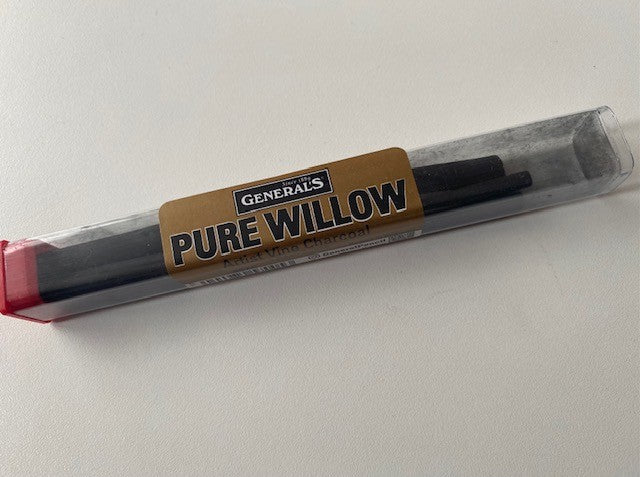 Since 1889
GENERAL'S
PURE WILLOW
Artist Vine Charcoal